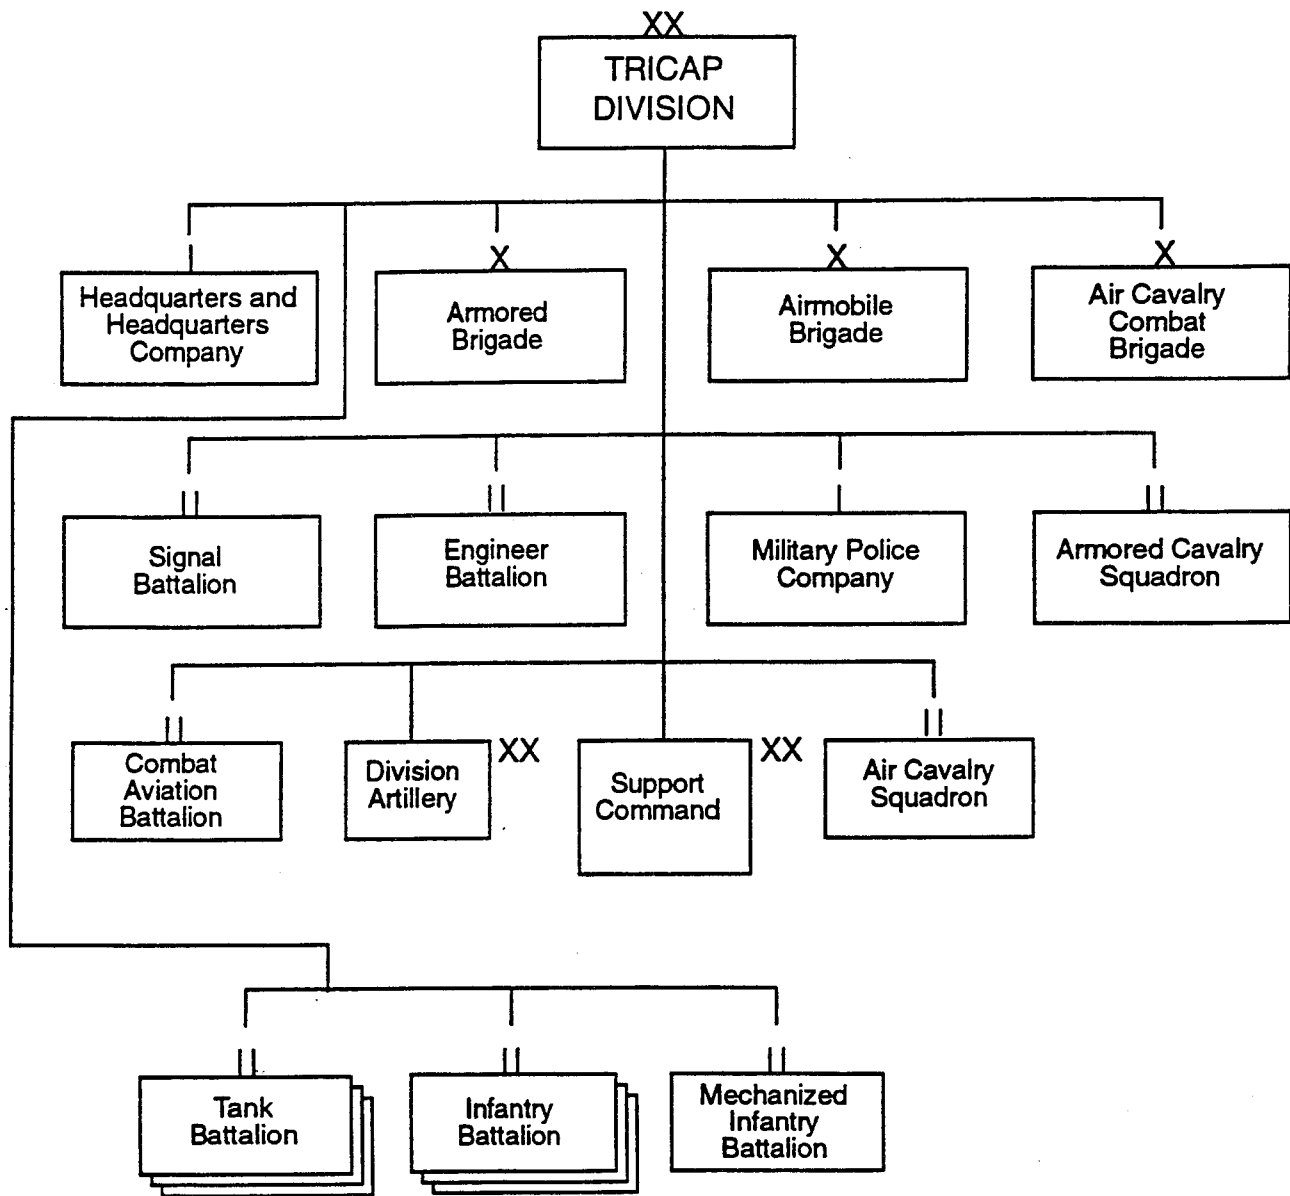 XX
TRICAP
DIVISION
I
X
X
X
Headquarters and
Headquarters
Company
Armored
Brigade
Airmobile
Brigade
Air Cavalry
Combat
Brigade
II
II
I
II
Signal
Battalion
Engineer
Battalion
Military Police
Company
Armored Cavalry
Squadron
II
II
Combat
Aviation
Battalion
Division
Artillery
XX
Support
Command
XX
Air Cavalry
Squadron
II
II
II
Tank
Battalion
Infantry
Battalion
Mechanized
Infantry
Battalion